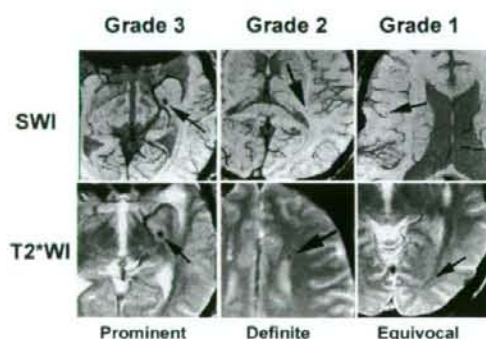 Grade 3 Grade 2 Grade 1
SWI
T2*WI
Prominent Definite Equivocal